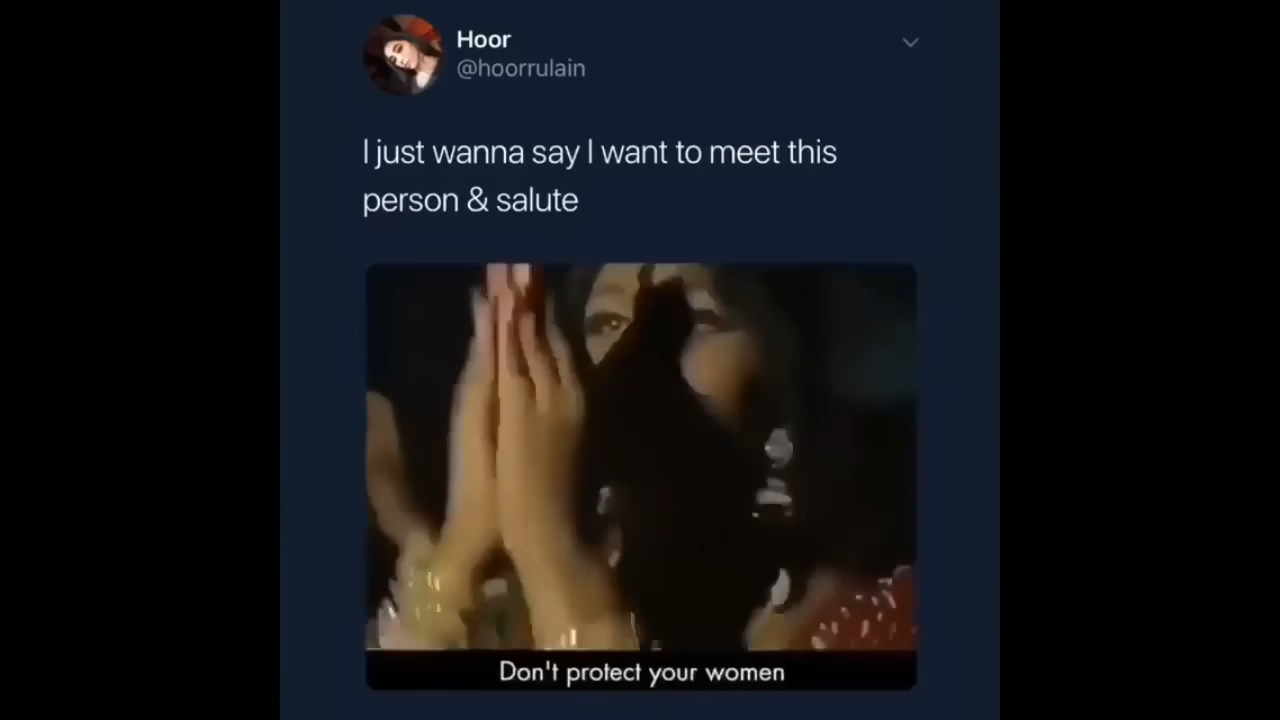 Hoor
@hoorrulain
I just wanna say I want to meet this
person & salute
Don't protect your women